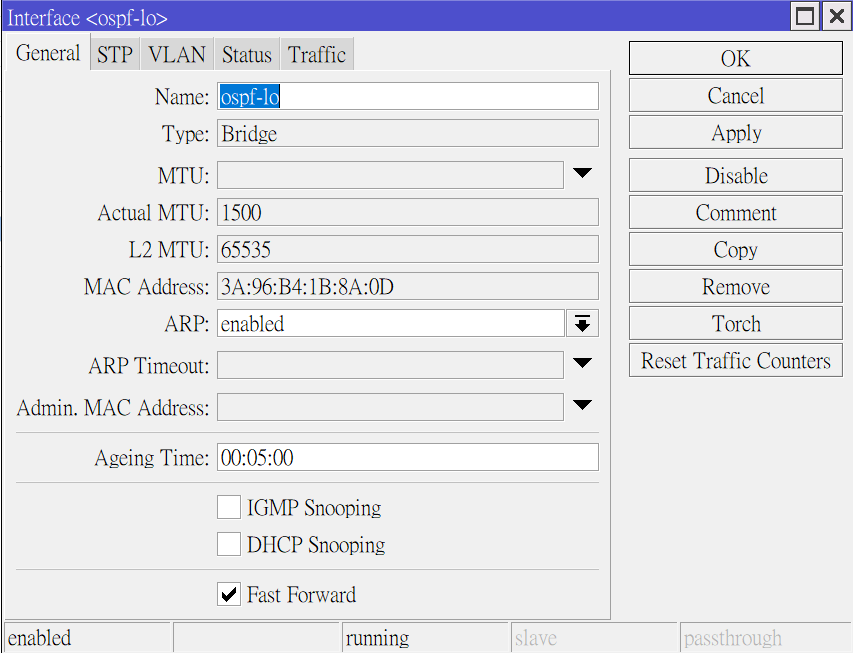 Interface <ospf-lo>
General STP VLAN Status Traffic
Name: ospf-lo
Type: Bridge
MTU:
Actual MTU: 1500
L2 MTU: 65535
MAC Address: 3A:96:B4:1B:8A:0D
ARP: enabled
ARP Timeout:
Admin. MAC Address:
Ageing Time: 00:05:00
IGMP Snooping
DHCP Snooping
Fast Forward
OK
Cancel
Apply
Disable
Comment
Copy
Remove
Torch
Reset Traffic Counters
enabled running slave passthrough